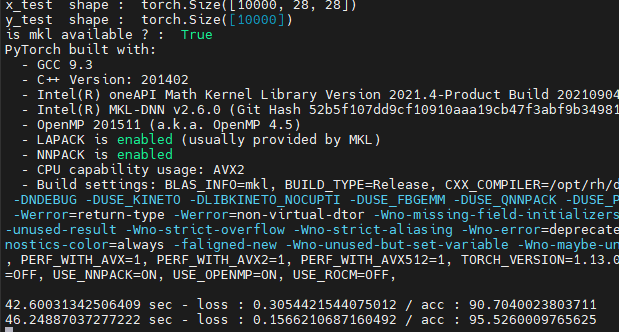 x_test  shape :  torch.Size([10000, 28, 28])
y_test  shape :  torch.Size([10000])
is mkl available ? :  True
PyTorch built with:
  - GCC 9.3
  - C++ Version: 201402
  - Intel(R) oneAPI Math Kernel Library Version 2021.4-Product Build 20210904
  - Intel(R) MKL-DNN v2.6.0 (Git Hash 52b5f107dd9cf10910aaa19cb47f3abf9b34981
  - OpenMP 201511 (a.k.a. OpenMP 4.5)
  - LAPACK is enabled (usually provided by MKL)
  - NNPACK is enabled
  - CPU capability usage: AVX2
  - Build settings: BLAS_INFO=mkl, BUILD_TYPE=Release, CXX_COMPILER=/opt/rh/d
 -DNDEBUG -DUSE_KINETO -DLIBKINETO_NOCUPTI -DUSE_FBGEMM -DUSE_QNNPACK -DUSE_P
 -Werror=return-type -Werror=non-virtual-dtor -Wno-missing-field-initializers
-unused-result -Wno-strict-overflow -Wno-strict-aliasing -Wno-error=deprecate
nostics-color=always -faligned-new -Wno-unused-but-set-variable -Wno-maybe-un
, PERF_WITH_AVX=1, PERF_WITH_AVX2=1, PERF_WITH_AVX512=1, TORCH_VERSION=1.13.0
=OFF, USE_NNPACK=ON, USE_OPENMP=ON, USE_ROCM=OFF,
42.60031342506409 sec - loss : 0.3054421544075012 / acc : 90.7040023803711
46.24887037277222 sec - loss : 0.1566210687160492 / acc : 95.5260009765625